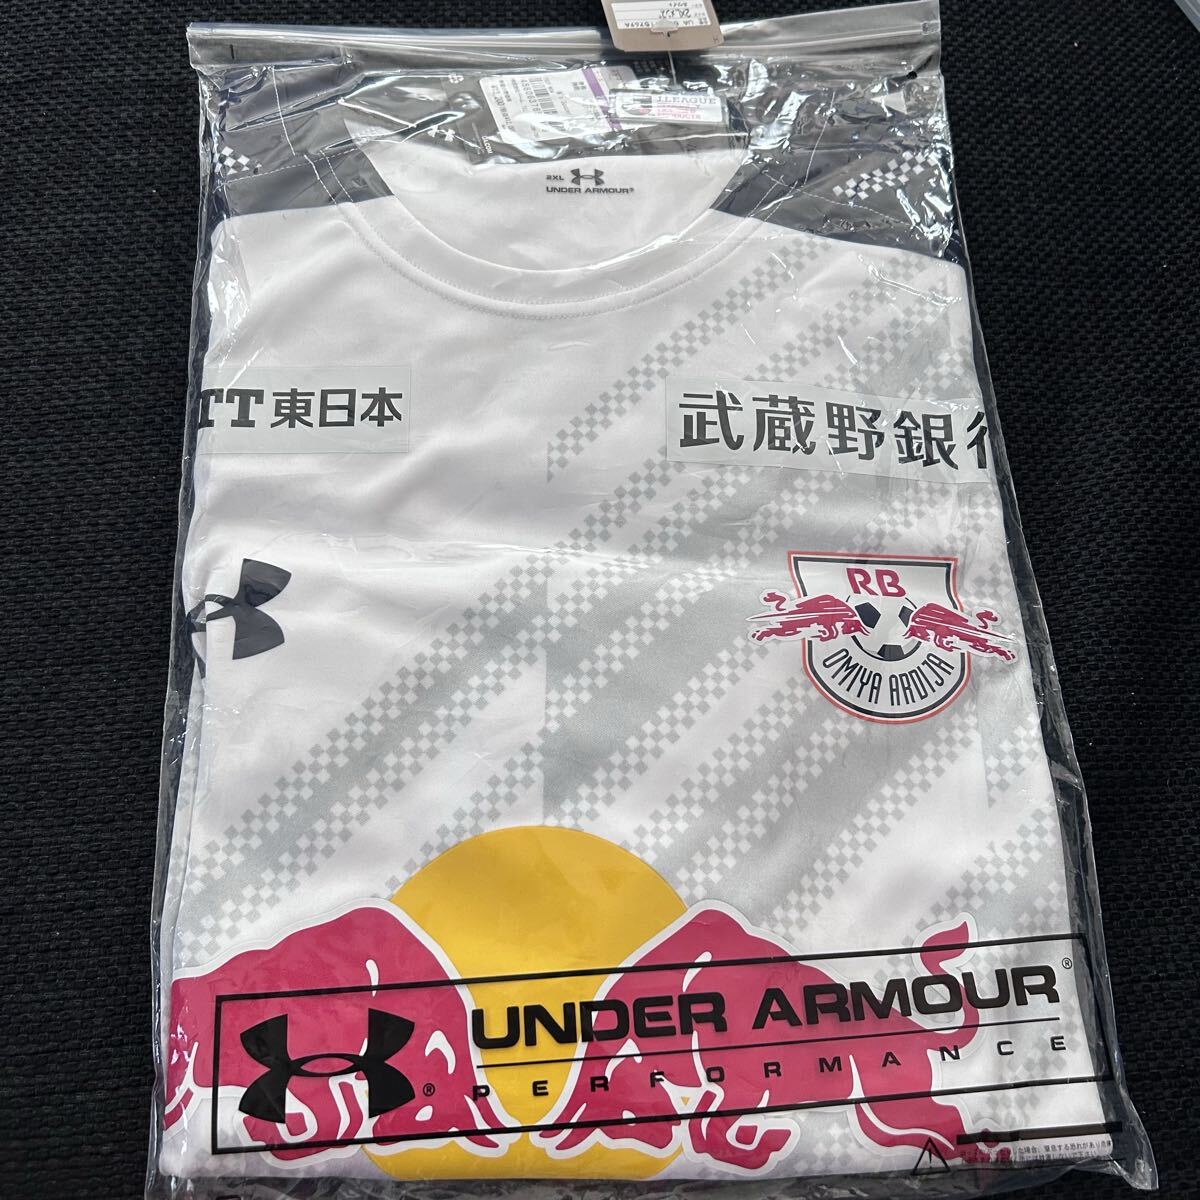 2XL
J.LEAGUE
2XL
UNDER ARMOUR®
TT東日本
武蔵野銀行
RB
OMIYA ARDIJA
UNDER ARMOUR®
®
PERFORMANCE